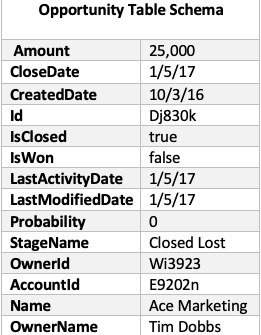 Opportunity Table Schema
Amount 25,000
CloseDate 1/5/17
CreatedDate 10/3/16
Id Dj830k
IsClosed true
IsWon false
LastActivityDate 1/5/17
LastModifiedDate 1/5/17
Probability 0
StageName Closed Lost
OwnerId Wi3923
AccountId E9202n
Name Ace Marketing
OwnerName Tim Dobbs